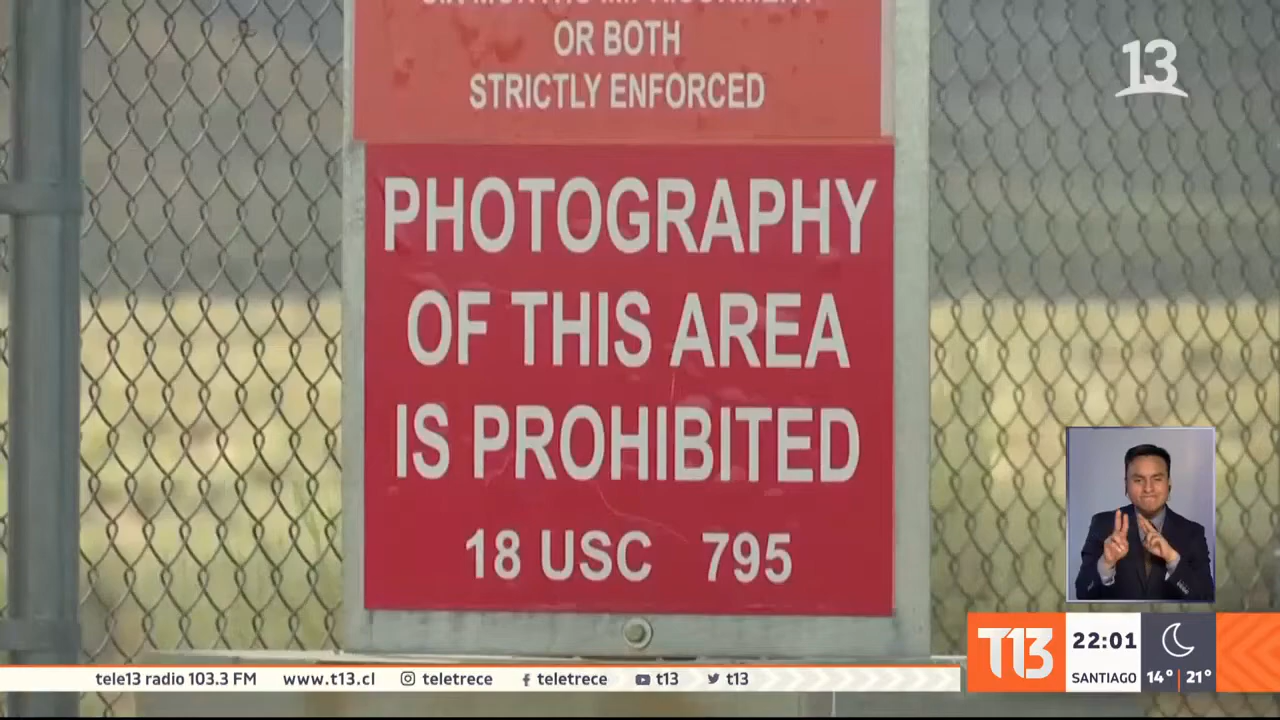 OR BOTH
STRICTLY ENFORCED
PHOTOGRAPHY
OF THIS AREA
IS PROHIBITED
18 USC 795
13
T13
22:01
SANTIAGO 14° 21°
tele13 radio 103.3 FM www.t13.cl teletrece teletrece t13 t13